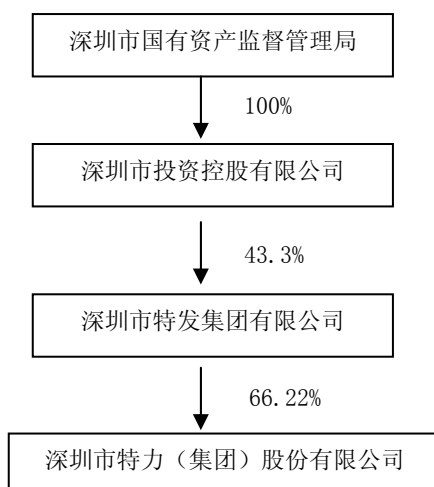 深圳市国有资产监督管理局
100%
深圳市投资控股有限公司
43.3%
深圳市特发集团有限公司
66.22%
深圳市特力（集团）股份有限公司